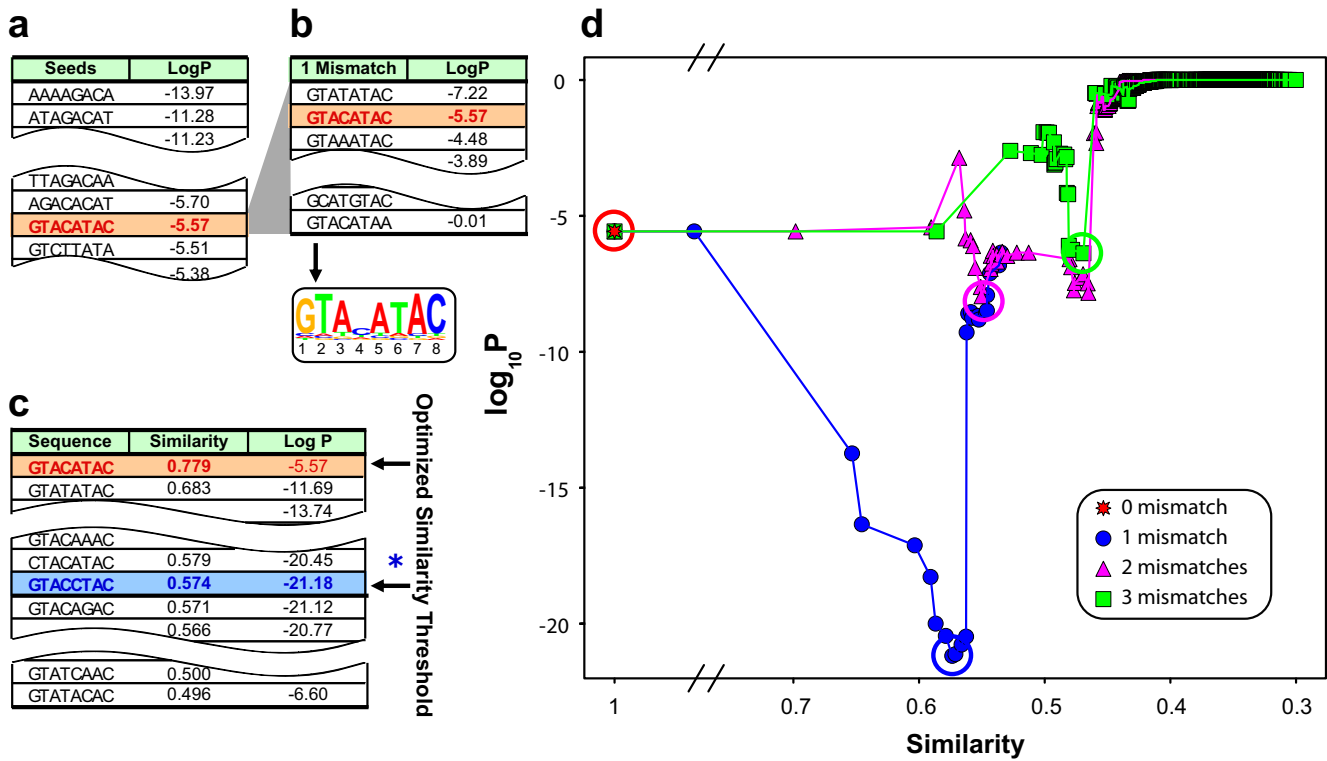 a
Seeds LogP
AAAAGACA -13.97
ATAGACAT -11.28
-11.23
TTAGACAA
AGACACAT -5.70
GTACATAC -5.57
GTCTTATA -5.51
-5.38
b
1 Mismatch LogP
GTATATAC -7.22
GTACATAC -5.57
GTAAATAC -4.48
-3.89
GCATGTAC
GTACATAA -0.01
GTACATAC
1 2 3 4 5 6 7 8
c
Sequence Similarity Log P
GTACATAC 0.779 -5.57
GTATATAC 0.683 -11.69
-13.74
GTACAAAC
CTACATAC 0.579 -20.45
*
GTACCTAC 0.574 -21.18
GTACAGAC 0.571 -21.12
0.566 -20.77
GTATCAAC 0.500
GTATACAC 0.496 -6.60
Optimized Similarity Threshold
d
log10P
0
-5
-10
-15
-20
1 0.7 0.6 0.5 0.4 0.3
Similarity
0 mismatch
1 mismatch
2 mismatches
3 mismatches